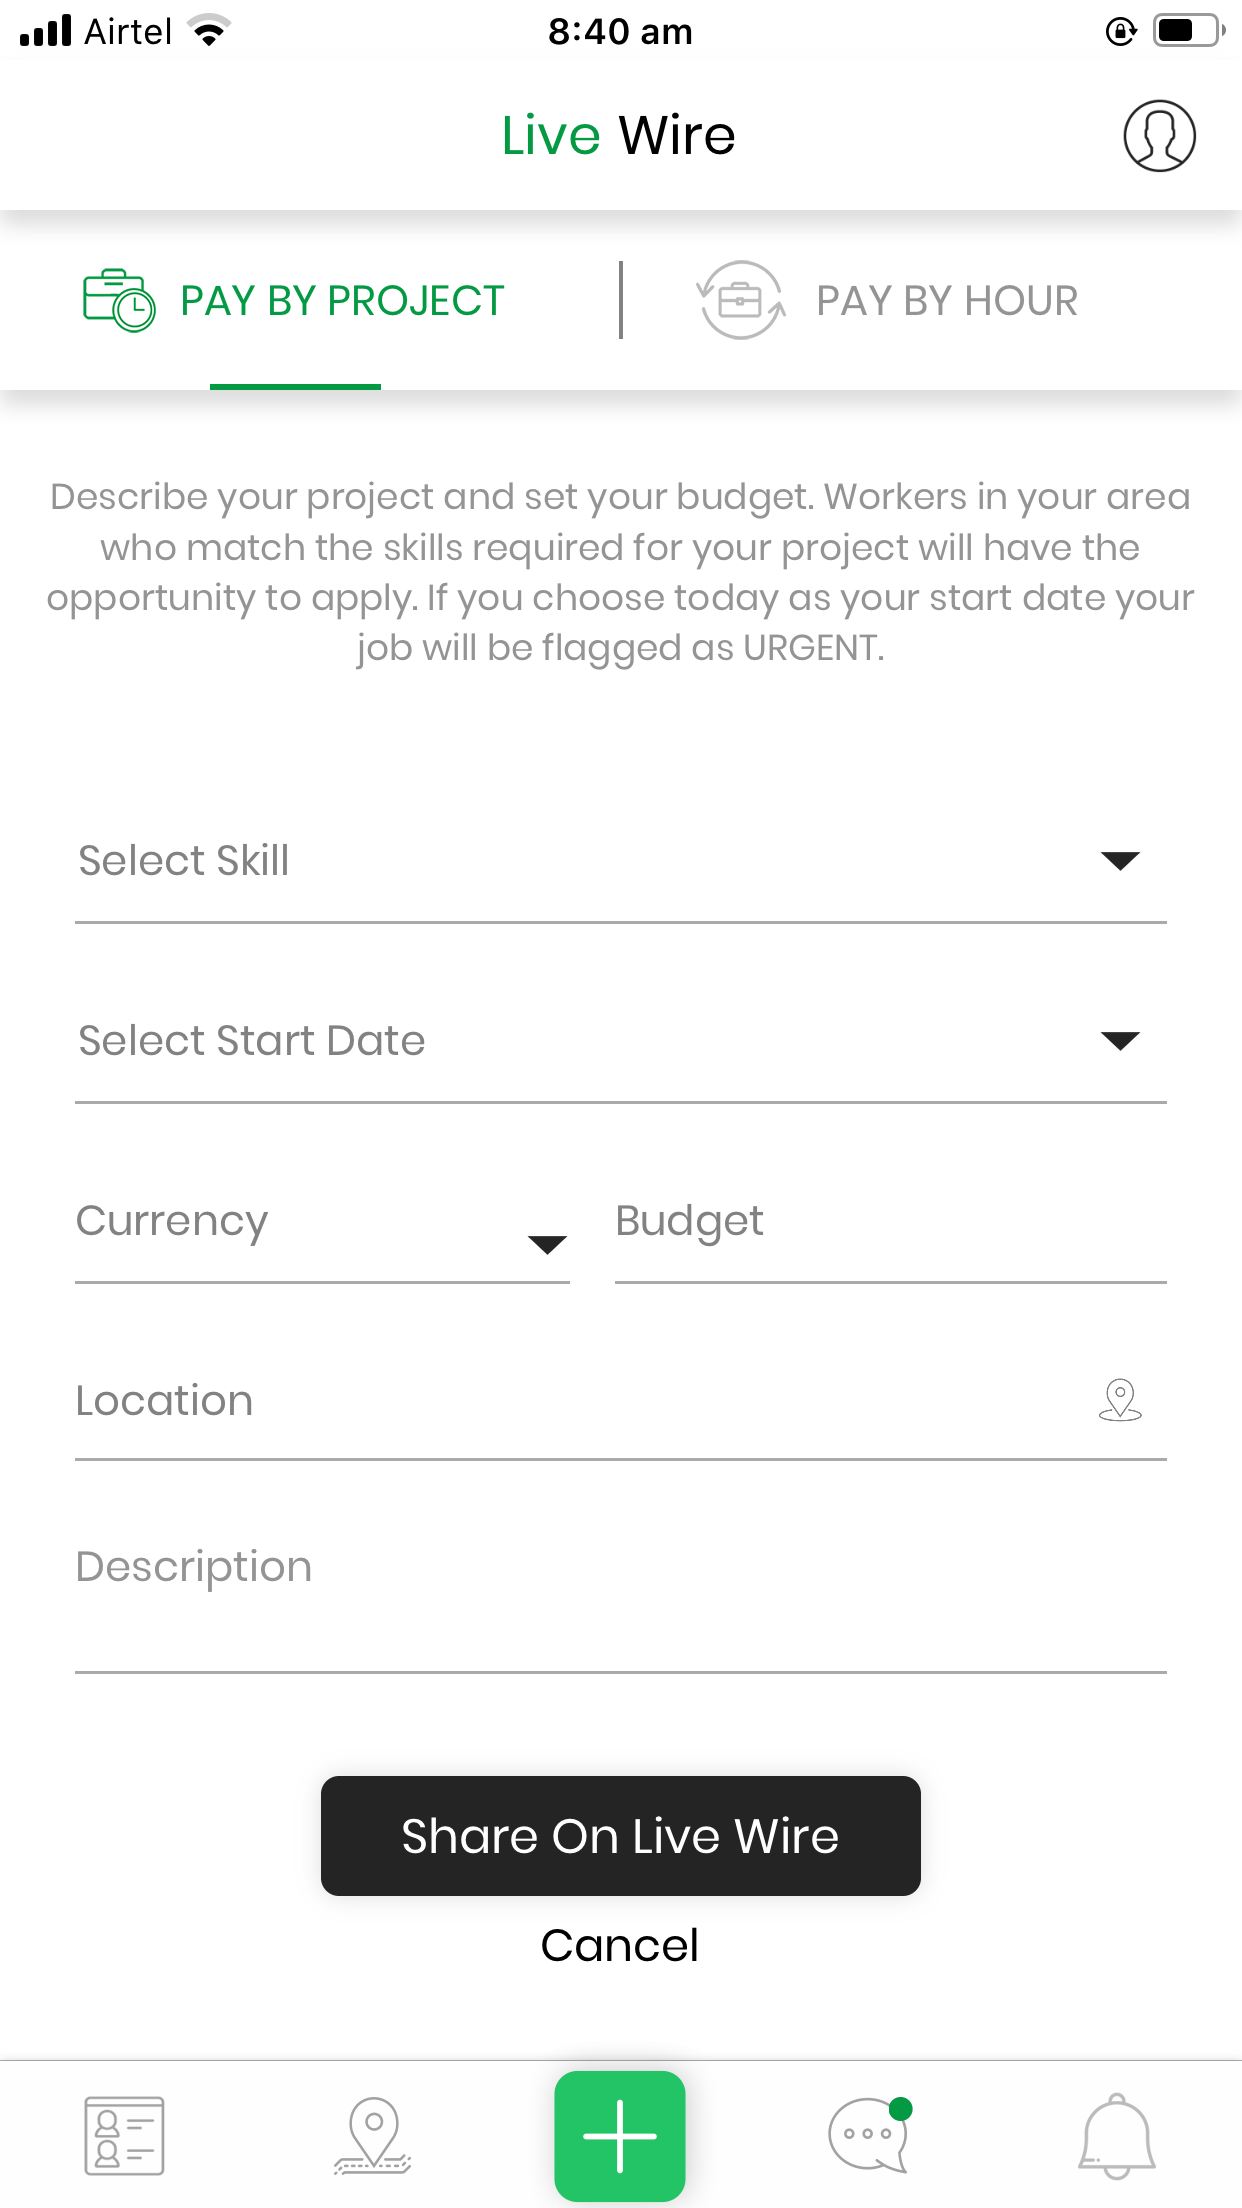 Airtel 8:40 am
Live Wire
PAY BY PROJECT PAY BY HOUR
Describe your project and set your budget. Workers in your area
who match the skills required for your project will have the
opportunity to apply. If you choose today as your start date your
job will be flagged as URGENT.
Select Skill
Select Start Date
Currency Budget
Location
Description
Share On Live Wire
Cancel